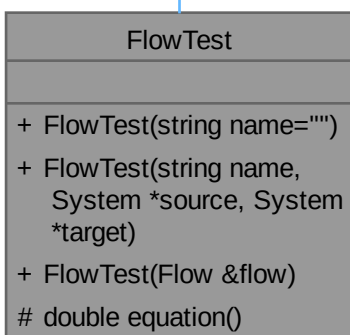 FlowTest
+ FlowTest(string name="")
+ FlowTest(string name,
System *source, System
*target)
+ FlowTest(Flow &flow)
# double equation()